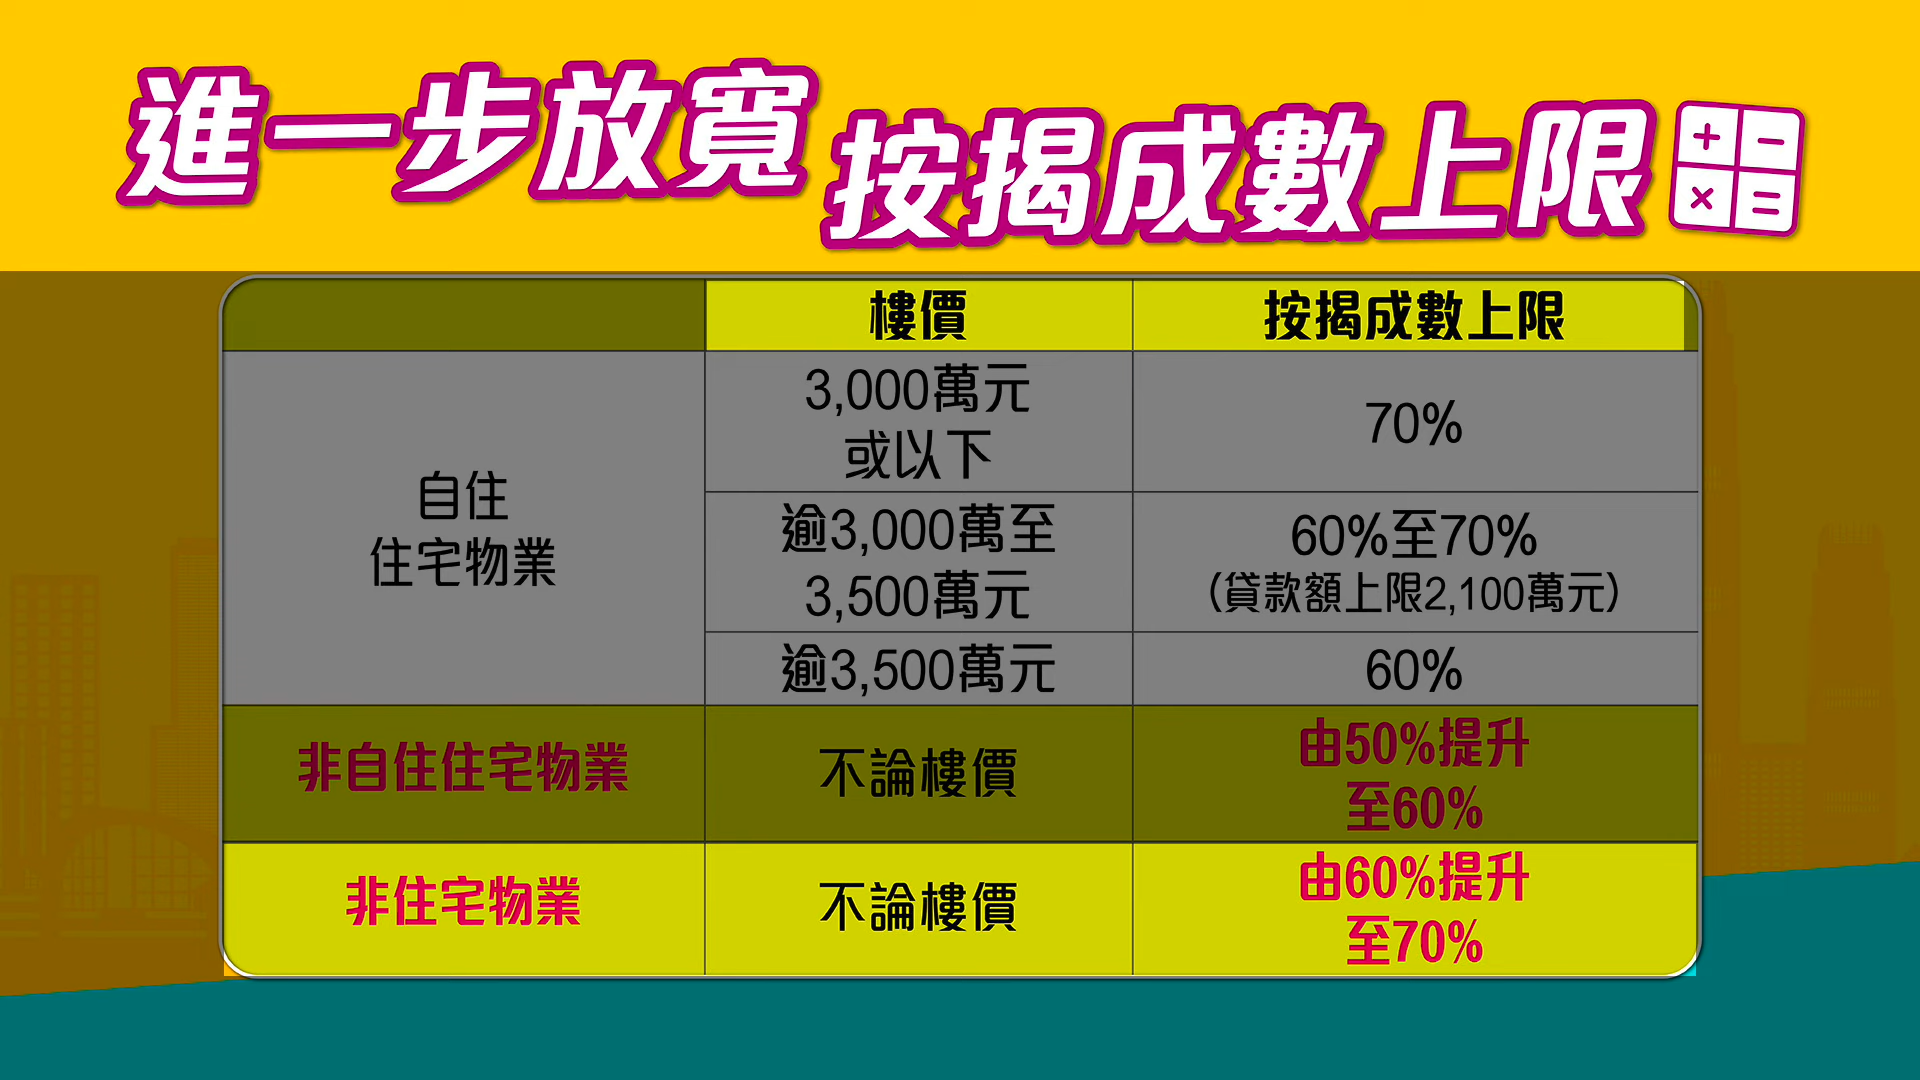 進一步放寬
按揭成數上限
樓價
按揭成數上限
自住
住宅物業
3,000萬元
或以下
70%
逾3,000萬至
3,500萬元
60%至70%
(貸款額上限2,100萬元)
逾3,500萬元
60%
非自住住宅物業
不論樓價
由50%提升
至60%
非住宅物業
不論樓價
由60%提升
至70%